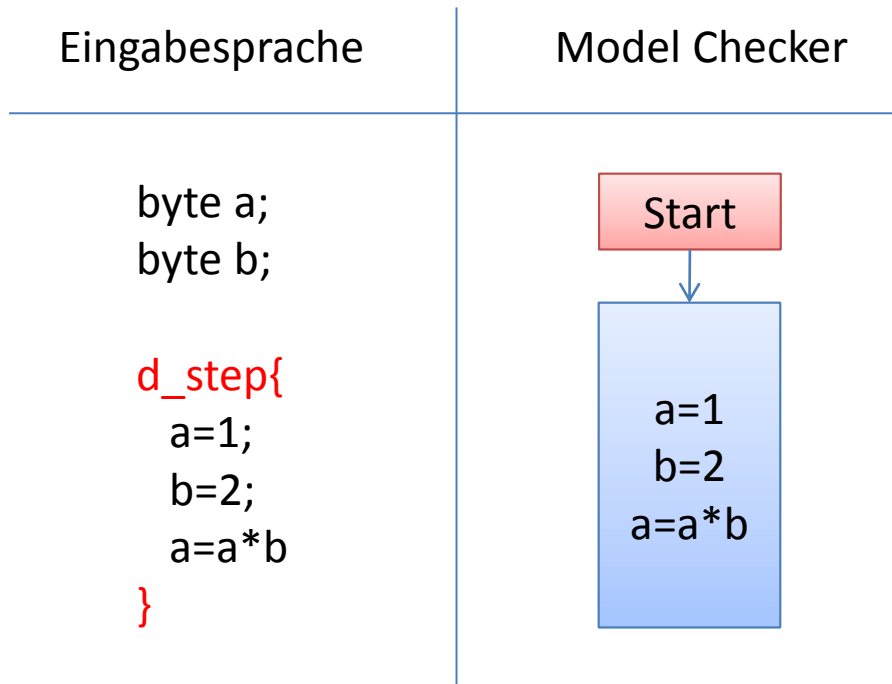 Eingabesprache
Model Checker
byte a;
byte b;
d_step{
a=1;
b=2;
a=a*b
}
Start
a=1
b=2
a=a*b